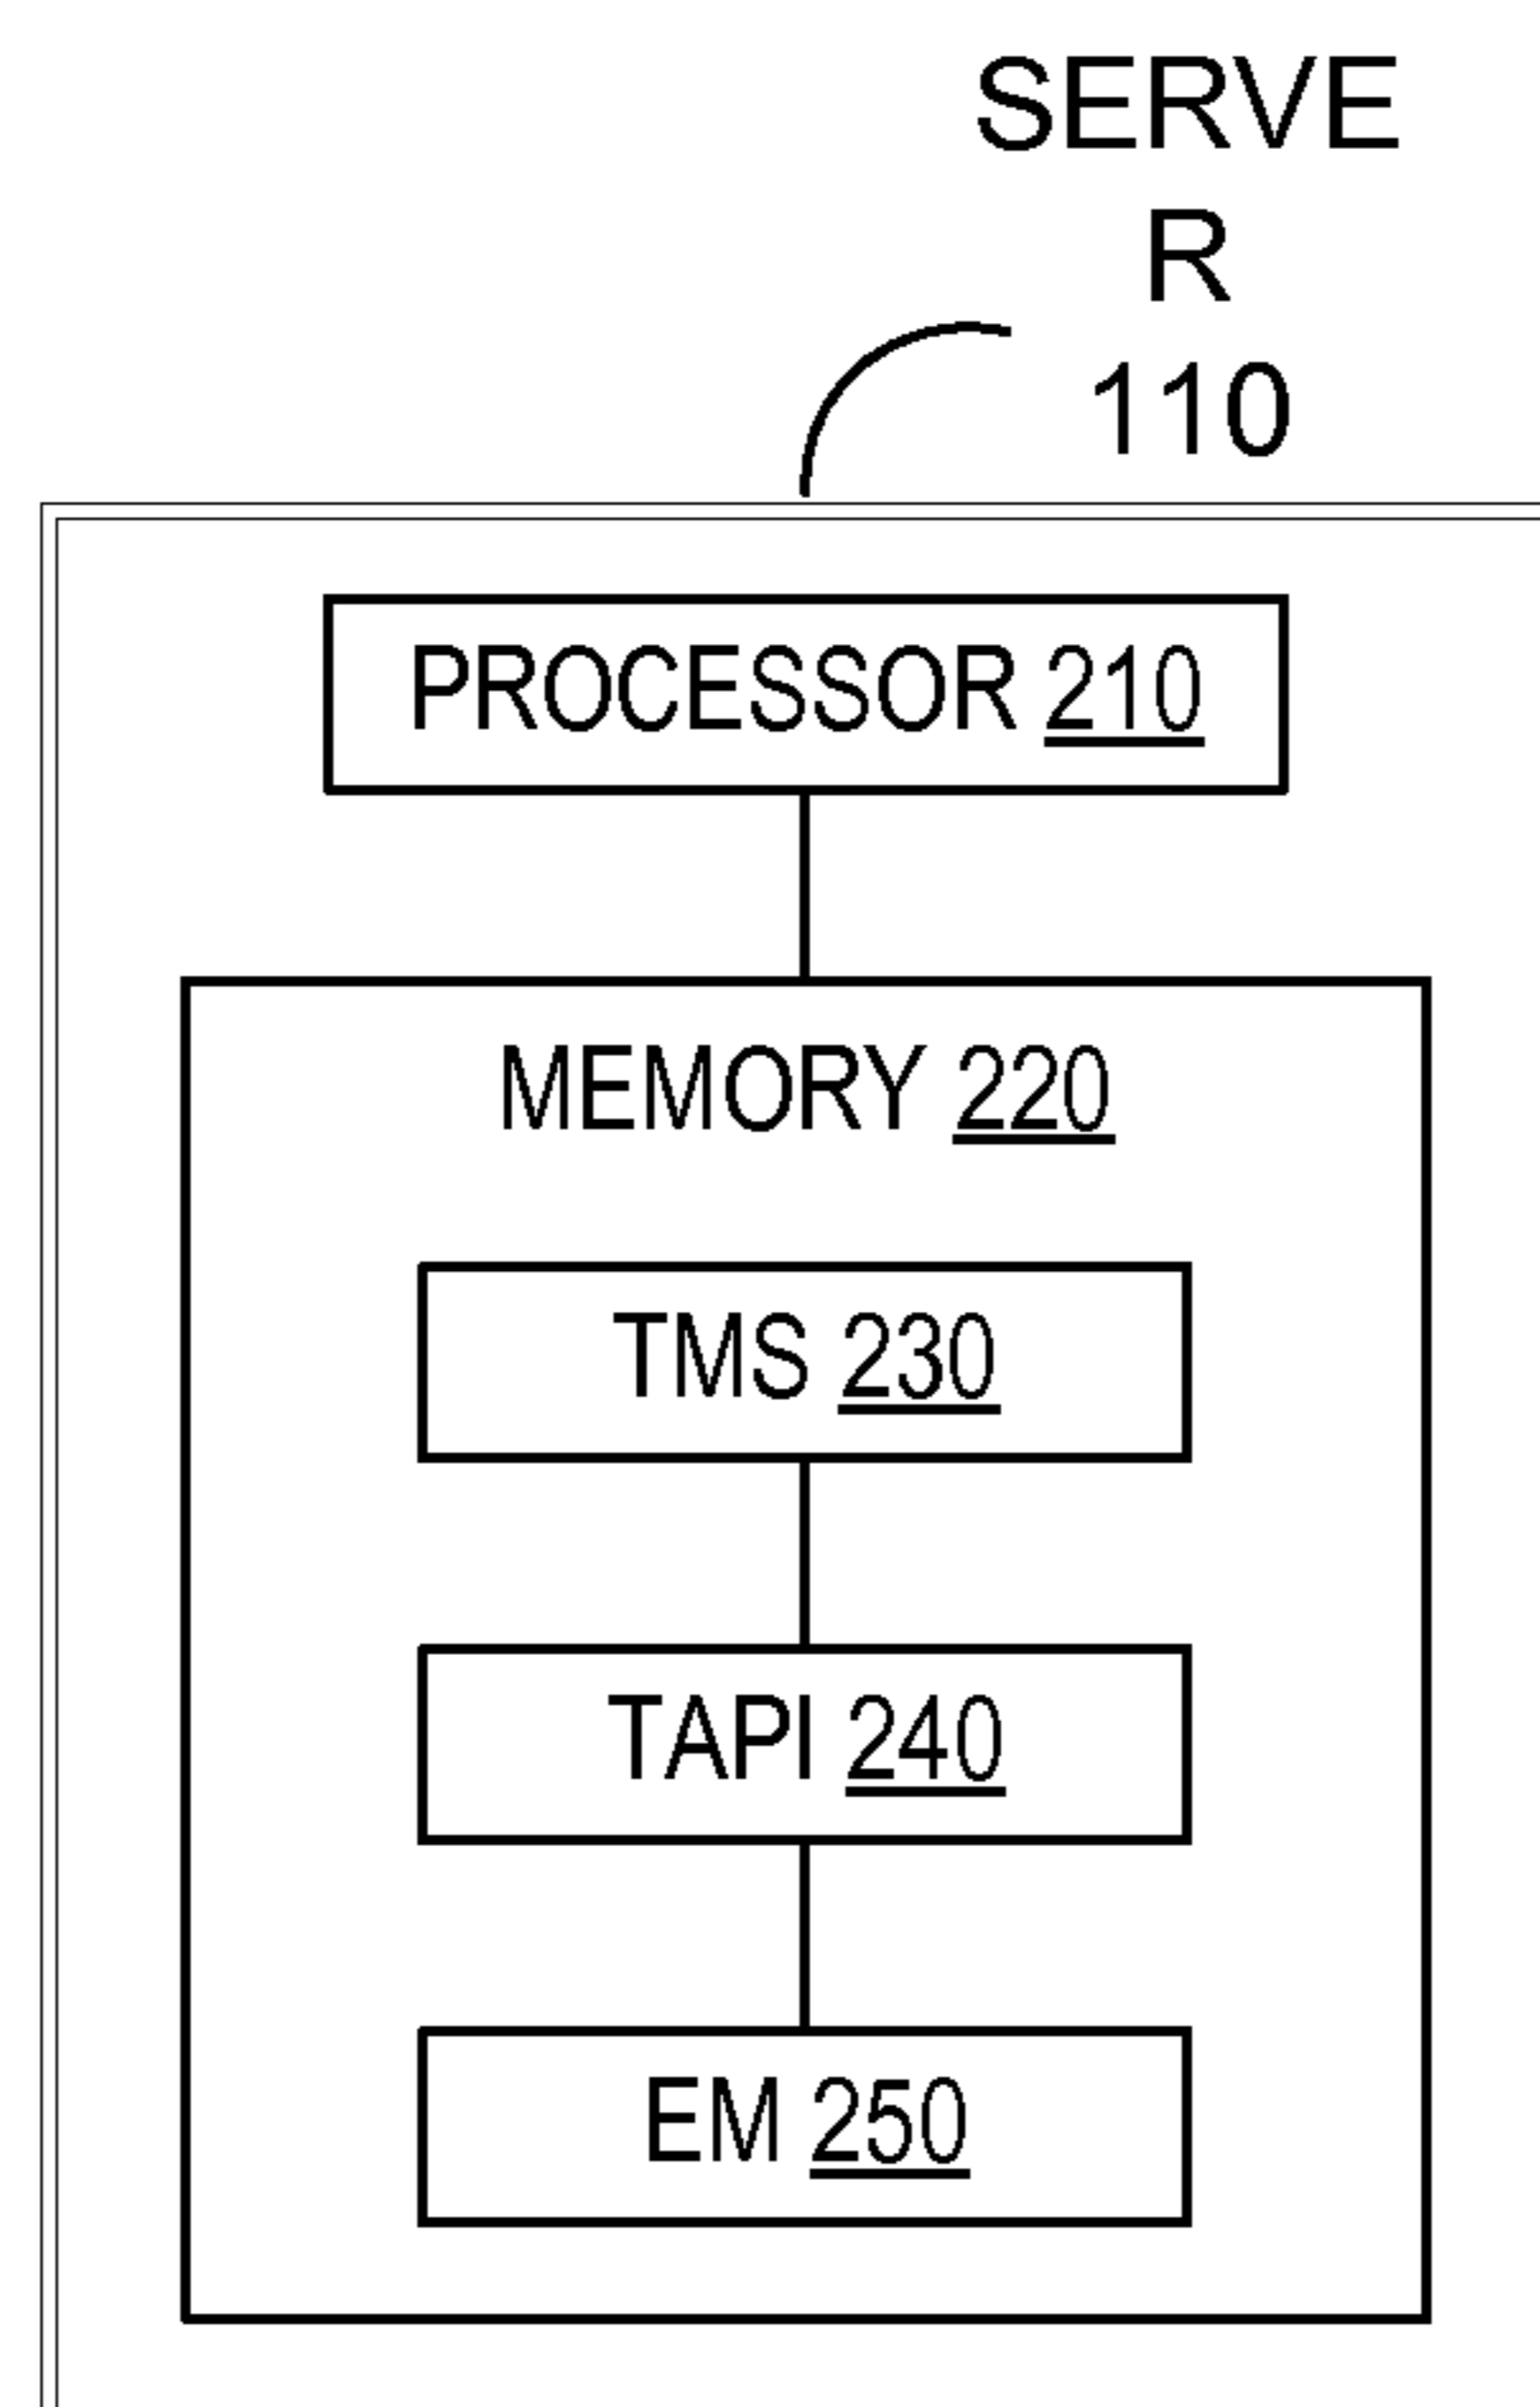 SERVE
R
110
PROCESSOR 210
MEMORY 220
TMS 230
TAPI 240
EM 250